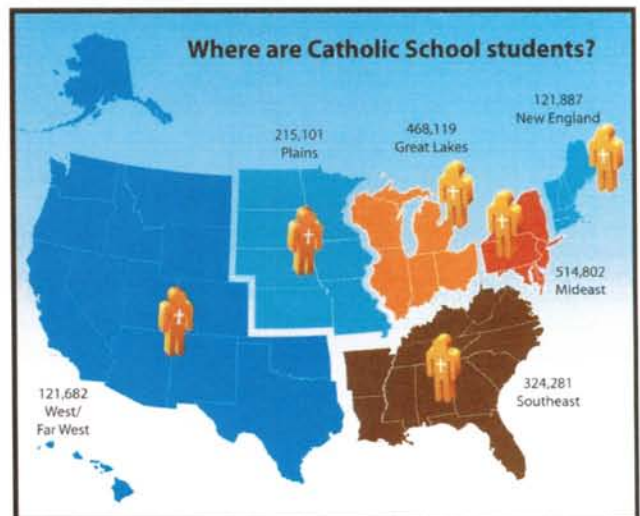 Where are Catholic School students?
121,887
New England
215,101
Plains
468,119
Great Lakes
514,802
Mideast
324,281
Southeast
121,682
West/
Far West